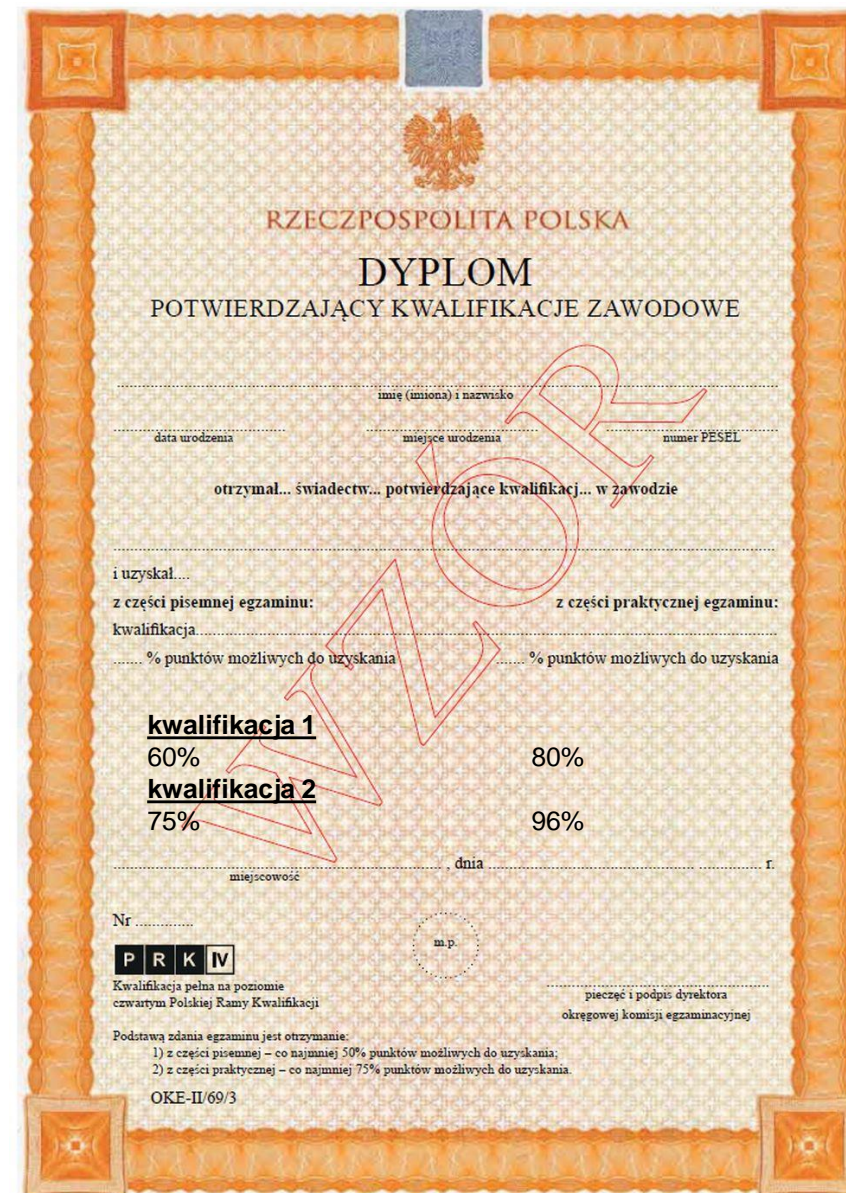 RZECZPOSPOLITA POLSKA
DYPLOM
POTWIERDZAJĄCY KWALIFIKACJE ZAWODOWE
........................................................................
imię (imiona) i nazwisko
data urodzenia miejsce urodzenia numer PESEL
otrzymał... świadectw... potwierdzające kwalifikacj... w zawodzie
........................................................................
i uzyskał....
z części pisemnej egzaminu: z części praktycznej egzaminu:
kwalifikacja........................................................................
....... % punktów możliwych do uzyskania ....... % punktów możliwych do uzyskania
WZÓR
kwalifikacja 1
60% 80%
kwalifikacja 2
75% 96%
........................................ , dnia ........................................ ............... r.
miejscowość
Nr ..............
m.p.
PRK IV
Kwalifikacja pełna na poziomie
czwartym Polskiej Ramy Kwalifikacji
........................................
pieczęć i podpis dyrektora
okręgowej komisji egzaminacyjnej
Podstawą zdania egzaminu jest otrzymanie:
1) z części pisemnej – co najmniej 50% punktów możliwych do uzyskania;
2) z części praktycznej – co najmniej 75% punktów możliwych do uzyskania.
OKE-II/69/3